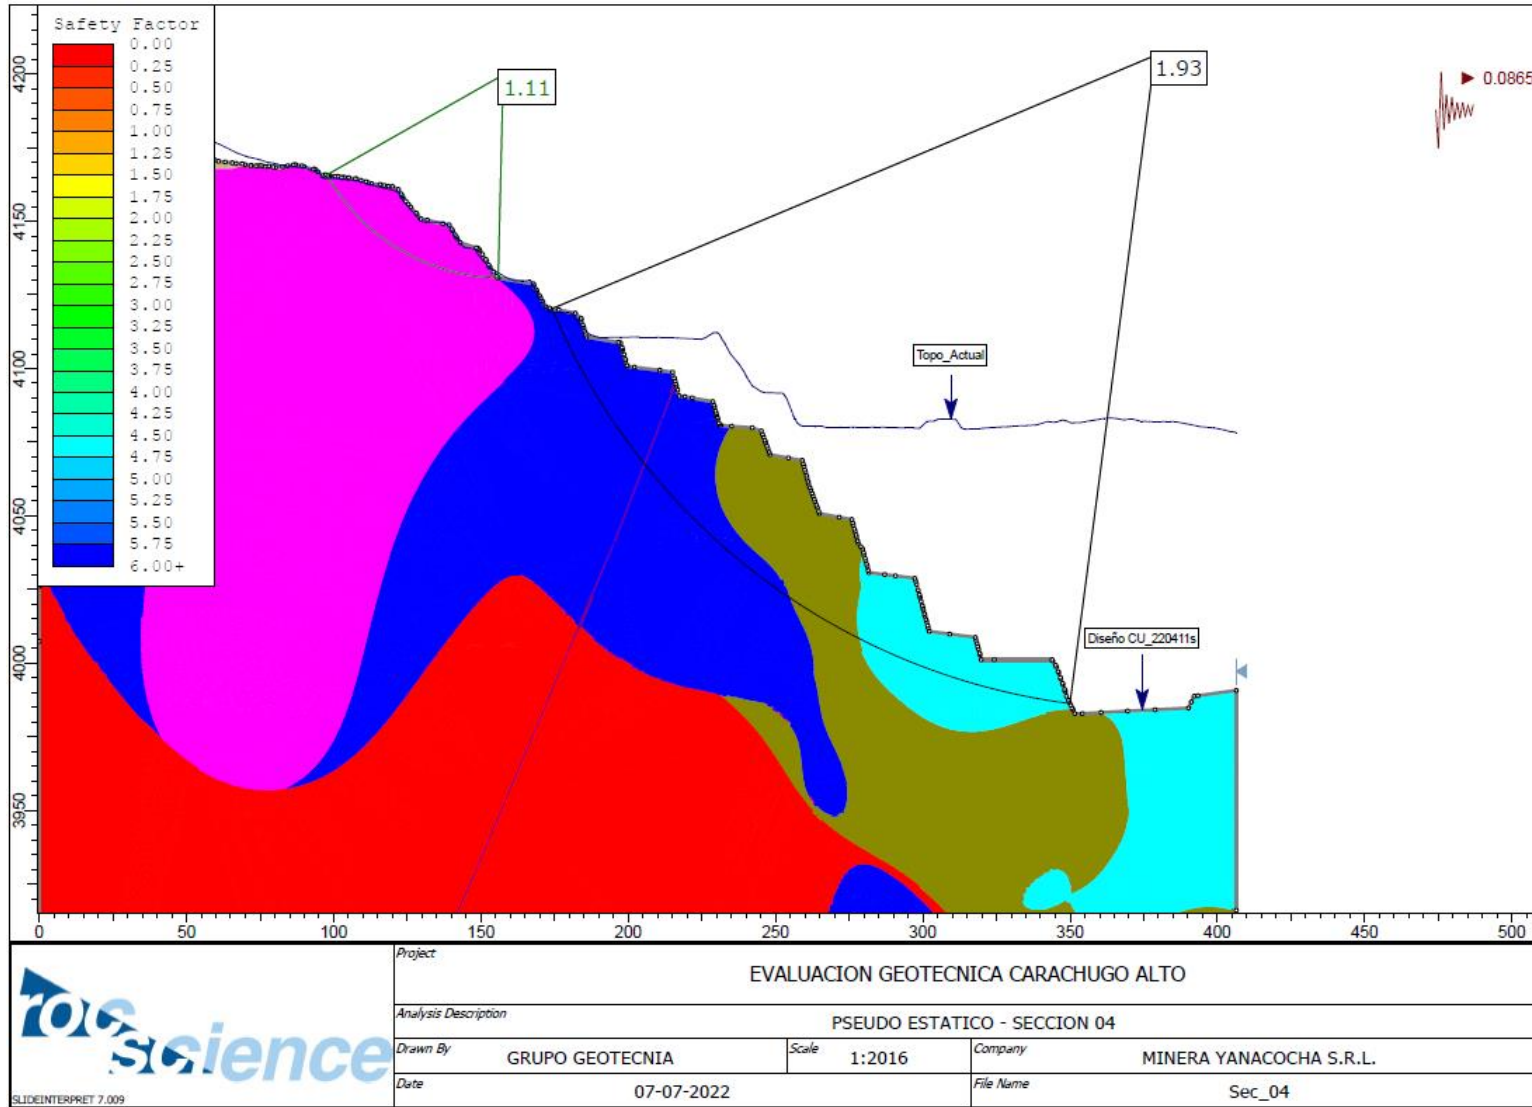 Safety Factor
0.00
0.25
0.50
0.75
1.00
1.25
1.50
1.75
2.00
2.25
2.50
2.75
3.00
3.25
3.50
3.75
4.00
4.25
4.50
4.75
5.00
5.25
5.50
5.75
6.00+
1.11
1.93
0.0865
Topo_Actual
Diseño CU_220411s
4200
4150
4100
4050
4000
3950
0 50 100 150 200 250 300 350 400 450 500
rocscience
SLIDEINTERPRET 7.009
Project
EVALUACION GEOTECNICA CARACHUGO ALTO
Analysis Description
PSEUDO ESTATICO - SECCION 04
Drawn By GRUPO GEOTECNIA Scale 1:2016 Company MINERA YANACOCHA S.R.L.
Date 07-07-2022 File Name Sec_04